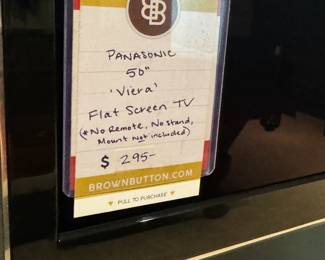 PANASONIC
50"
'Viera'
Flat Screen TV
(*No Remote, No Stand,
Mount Not included)
$ 295-
BROWNBUTTON.COM
PULL TO PURCHASE